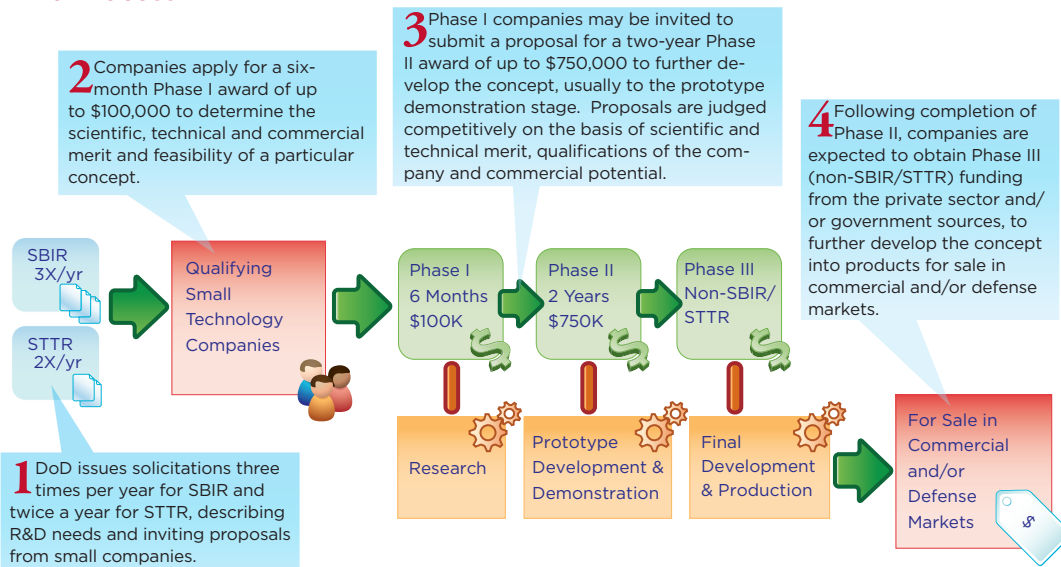 2 Companies apply for a six-
month Phase I award of up
to $100,000 to determine the
scientific, technical and commercial
merit and feasibility of a particular
concept.
3 Phase I companies may be invited to
submit a proposal for a two-year Phase
II award of up to $750,000 to further de-
velop the concept, usually to the prototype
demonstration stage. Proposals are judged
competitively on the basis of scientific and
technical merit, qualifications of the com-
pany and commercial potential.
4 Following completion of
Phase II, companies are
expected to obtain Phase III
(non-SBIR/STTR) funding
from the private sector and/
or government sources, to
further develop the concept
into products for sale in
commercial and/or defense
markets.
SBIR
3X/yr
STTR
2X/yr
Qualifying
Small
Technology
Companies
Phase I
6 Months
$100K
$
Phase II
2 Years
$750K
$
Phase III
Non-SBIR/
STTR
$
Research
Prototype
Development &
Demonstration
Final
Development
& Production
For Sale in
Commercial
and/or
Defense
Markets
$
1 DoD issues solicitations three
times per year for SBIR and
twice a year for STTR, describing
R&D needs and inviting proposals
from small companies.